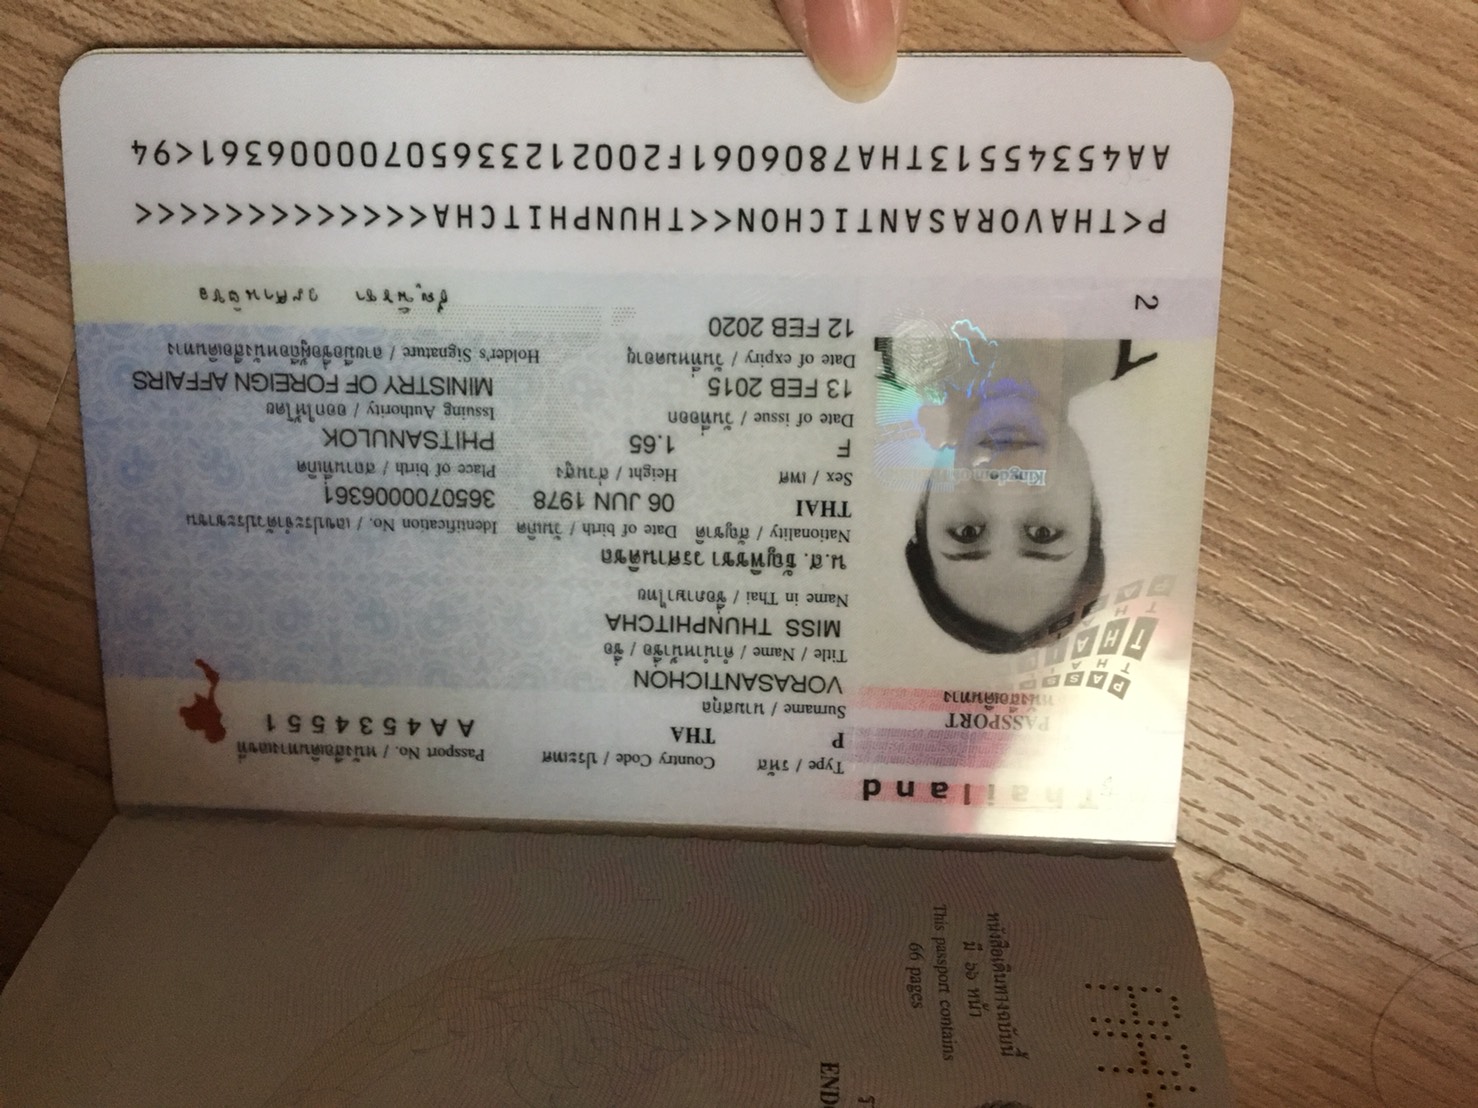 หนังสือเดินทางฉบับนี้
มี ๖๖ หน้า
This passport contains
66 pages
Thailand
PASSPORT
หนังสือเดินทาง
Type / รหัส Country Code / ประเทศ Passport No. / หนังสือเดินทางเลขที่
P THA AA4534551
Surname / นามสกุล
VORASANTICHON
Title / Name / คำนำหน้าชื่อ / ชื่อ
MISS THUNPHITCHA
Name in Thai / ชื่อภาษาไทย
น.ส. ธัญพิชชา วรศานติชล
Nationality / สัญชาติ Date of birth / วันเกิด Identification No. / เลขประจำตัวประชาชน
THAI 06 JUN 1978 3650700006361
Sex / เพศ Height / ส่วนสูง Place of birth / สถานที่เกิด
F 1.65 PHITSANULOK
Date of issue / วันที่ออก Issuing Authority / ออกให้โดย
13 FEB 2015 MINISTRY OF FOREIGN AFFAIRS
Date of expiry / วันที่หมดอายุ Holder's Signature / ลายมือชื่อผู้ถือหนังสือเดินทาง
12 FEB 2020
ธัญพิชชา วรศานติชล
2
P<THAVORASANTICHON<<THUNPHITCHA<<<<<<<<<<<<<
AA45345513THA7806061F20021233650700006361<94